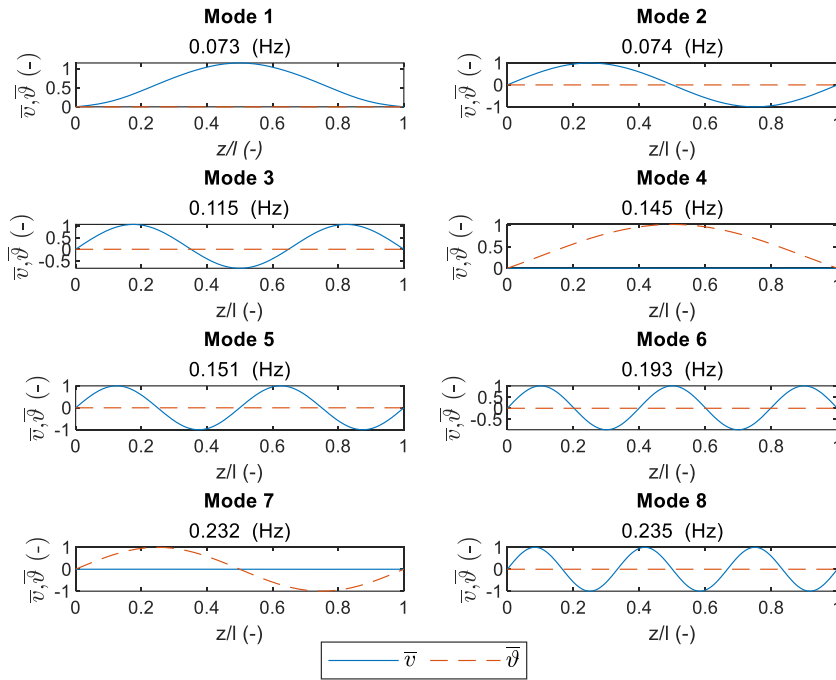 Mode 1
0.073 (Hz)
v̅,ϑ̅ (-)
1
0.5
0
0 0.2 0.4 0.6 0.8 1
z/l (-)
Mode 2
0.074 (Hz)
v̅,ϑ̅ (-)
1
0
-1
0 0.2 0.4 0.6 0.8 1
z/l (-)
Mode 3
0.115 (Hz)
v̅,ϑ̅ (-)
1
0.5
0
-0.5
0 0.2 0.4 0.6 0.8 1
z/l (-)
Mode 4
0.145 (Hz)
v̅,ϑ̅ (-)
1
0.5
0
0 0.2 0.4 0.6 0.8 1
z/l (-)
Mode 5
0.151 (Hz)
v̅,ϑ̅ (-)
1
0
-1
0 0.2 0.4 0.6 0.8 1
z/l (-)
Mode 6
0.193 (Hz)
v̅,ϑ̅ (-)
1
0.5
0
-0.5
0 0.2 0.4 0.6 0.8 1
z/l (-)
Mode 7
0.232 (Hz)
v̅,ϑ̅ (-)
1
0
-1
0 0.2 0.4 0.6 0.8 1
z/l (-)
Mode 8
0.235 (Hz)
v̅,ϑ̅ (-)
1
0
-1
0 0.2 0.4 0.6 0.8 1
z/l (-)
v̅ ϑ̅